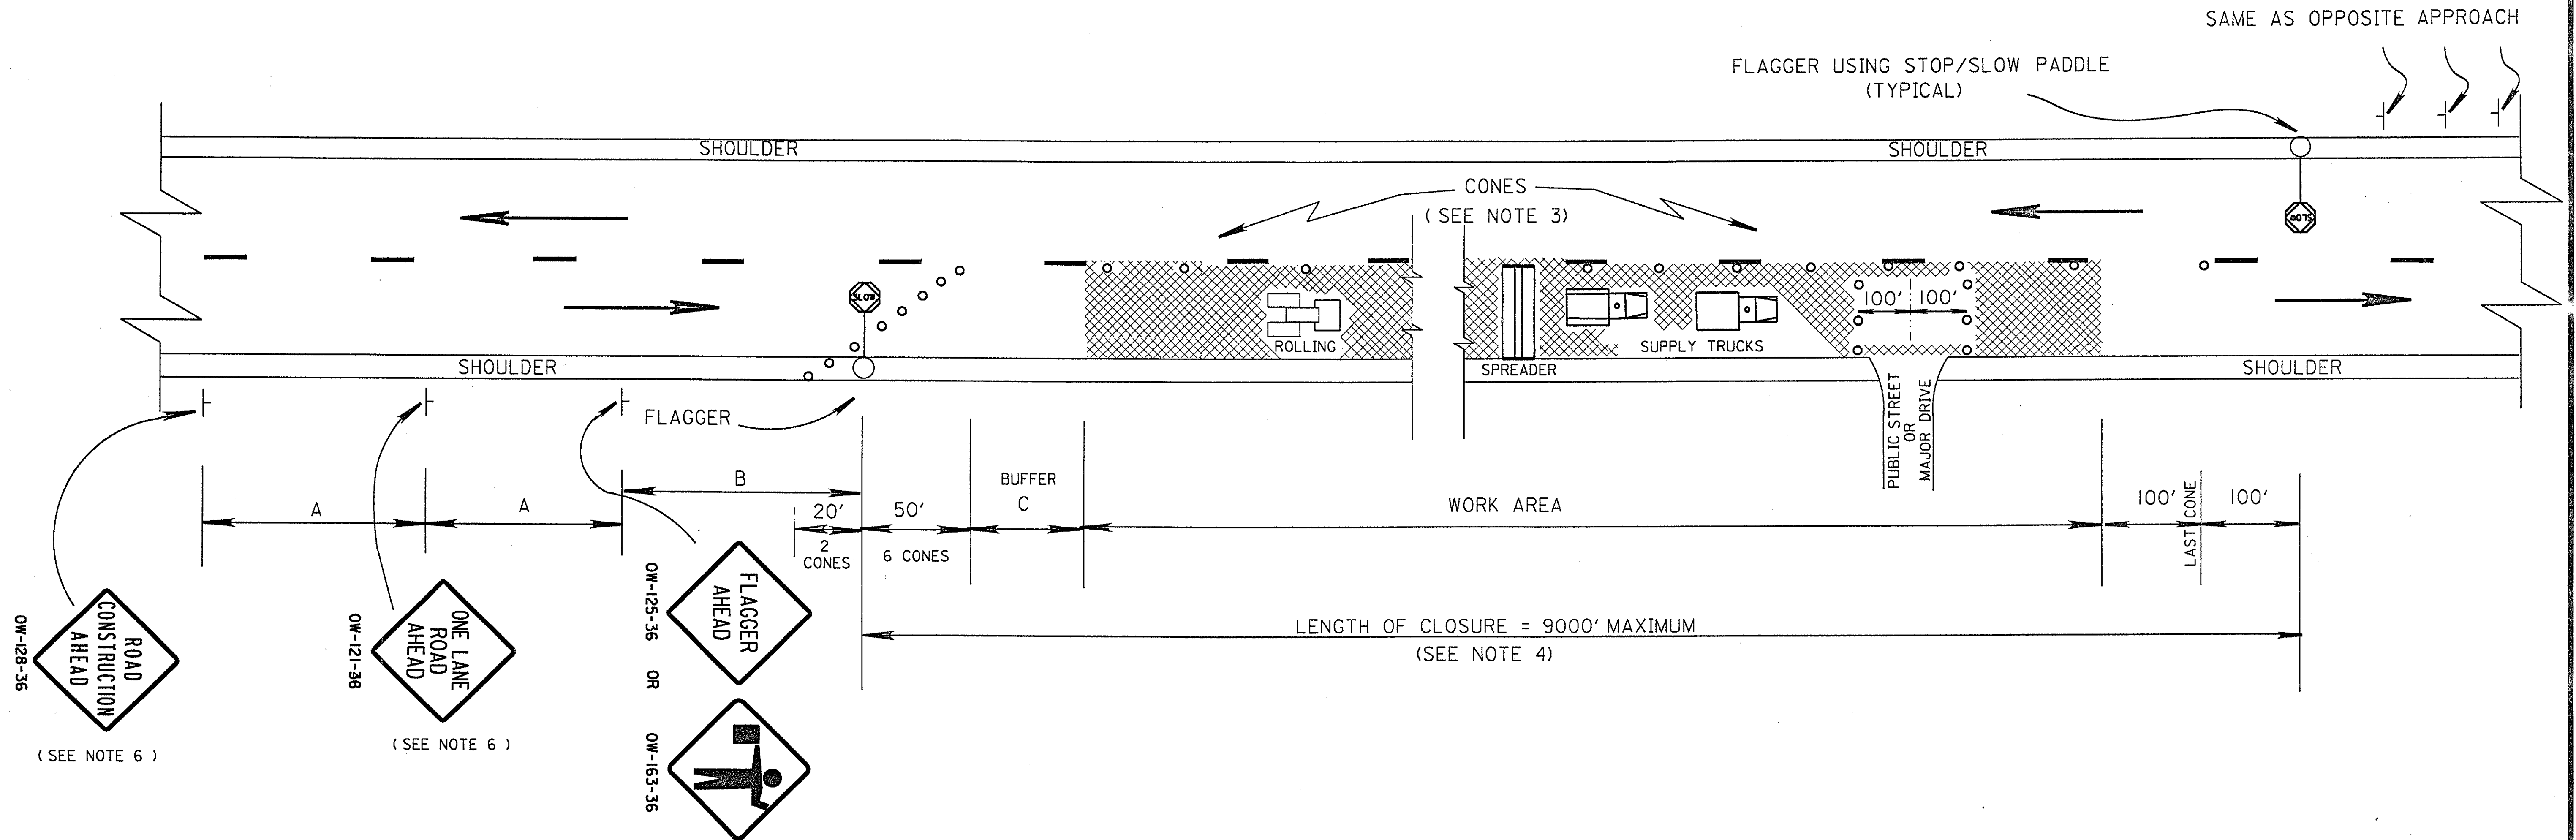 SAME AS OPPOSITE APPROACH
FLAGGER USING STOP/SLOW PADDLE
(TYPICAL)
SHOULDER
SHOULDER
CONES
( SEE NOTE 3)
SLOW
SLOW
100' 100'
ROLLING
SUPPLY TRUCKS
SPREADER
SHOULDER
SHOULDER
FLAGGER
PUBLIC STREET
OR
MAJOR DRIVE
A
A
B
20'
2
CONES
50'
6 CONES
BUFFER
C
WORK AREA
100'
LAST CONE
100'
LENGTH OF CLOSURE = 9000' MAXIMUM
(SEE NOTE 4)
ROAD
CONSTRUCTION
AHEAD
OW-128-36
( SEE NOTE 6 )
ONE LANE
ROAD
AHEAD
OW-121-36
( SEE NOTE 6 )
FLAGGER
AHEAD
OW-125-36 OR OW-163-36